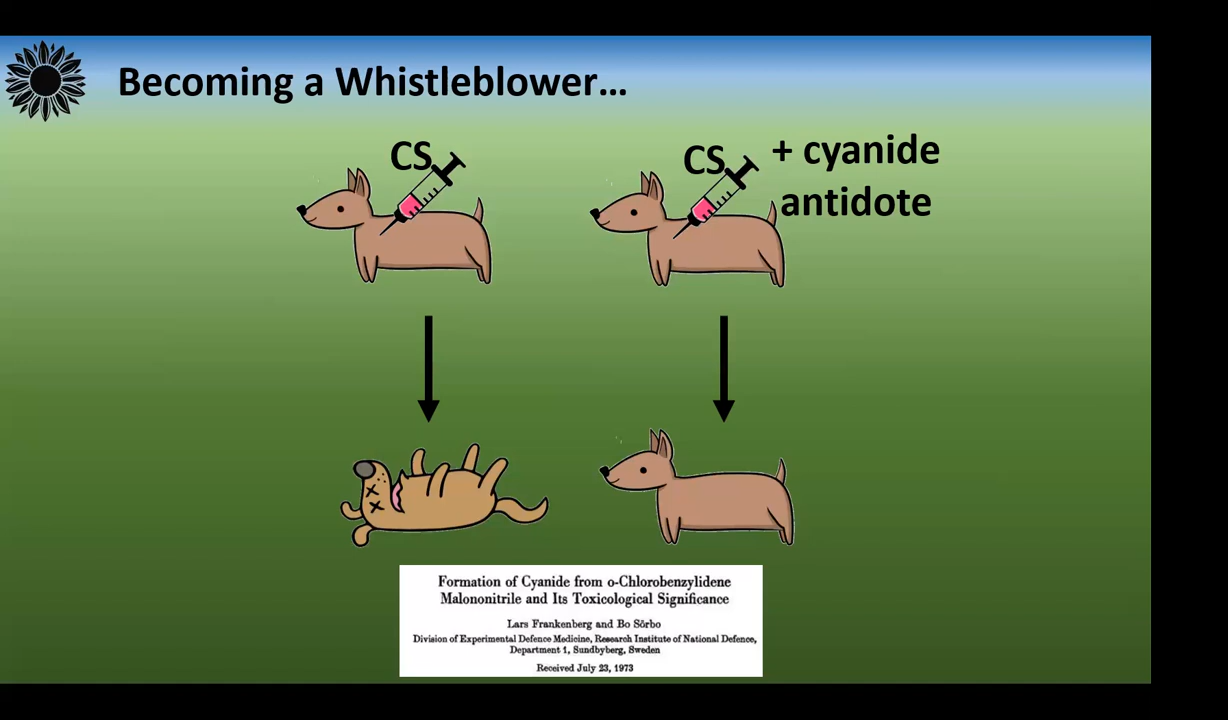 Becoming a Whistleblower...
CS
CS
+ cyanide
antidote
Formation of Cyanide from o-Chlorobenzylidene
Malononitrile and Its Toxicological Significance
Lars Frankenberg and Bo Sörbo
Division of Experimental Defence Medicine, Research Institute of National Defence,
Department 1, Sundbyberg, Sweden
Received July 23, 1973